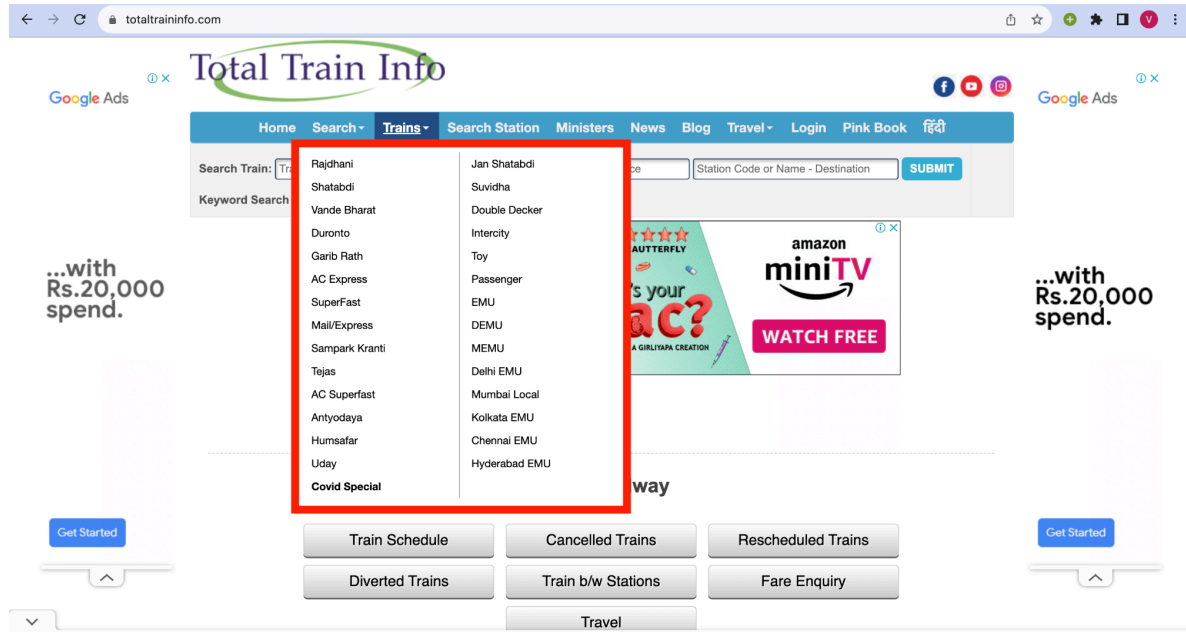 totaltraininfo.com
V
Total Train Info
Google Ads
Google Ads
Home Search Trains Search Station Ministers News Blog Travel Login Pink Book हिंदी
Search Train: Station Code or Name - Destination SUBMIT
Keyword Search
Rajdhani
Shatabdi
Vande Bharat
Duronto
Garib Rath
AC Express
SuperFast
Mail/Express
Sampark Kranti
Tejas
AC Superfast
Antyodaya
Humsafar
Uday
Covid Special
Jan Shatabdi
Suvidha
Double Decker
Intercity
Toy
Passenger
EMU
DEMU
MEMU
Delhi EMU
Mumbai Local
Kolkata EMU
Chennai EMU
Hyderabad EMU
AUTTERFLY
's your
ac?
A GIRLIYAPA CREATION
amazon
miniTV
WATCH FREE
...with
Rs.20,000
spend.
...with
Rs.20,000
spend.
way
Get Started
Get Started
Train Schedule Cancelled Trains Rescheduled Trains
Diverted Trains Train b/w Stations Fare Enquiry
Travel